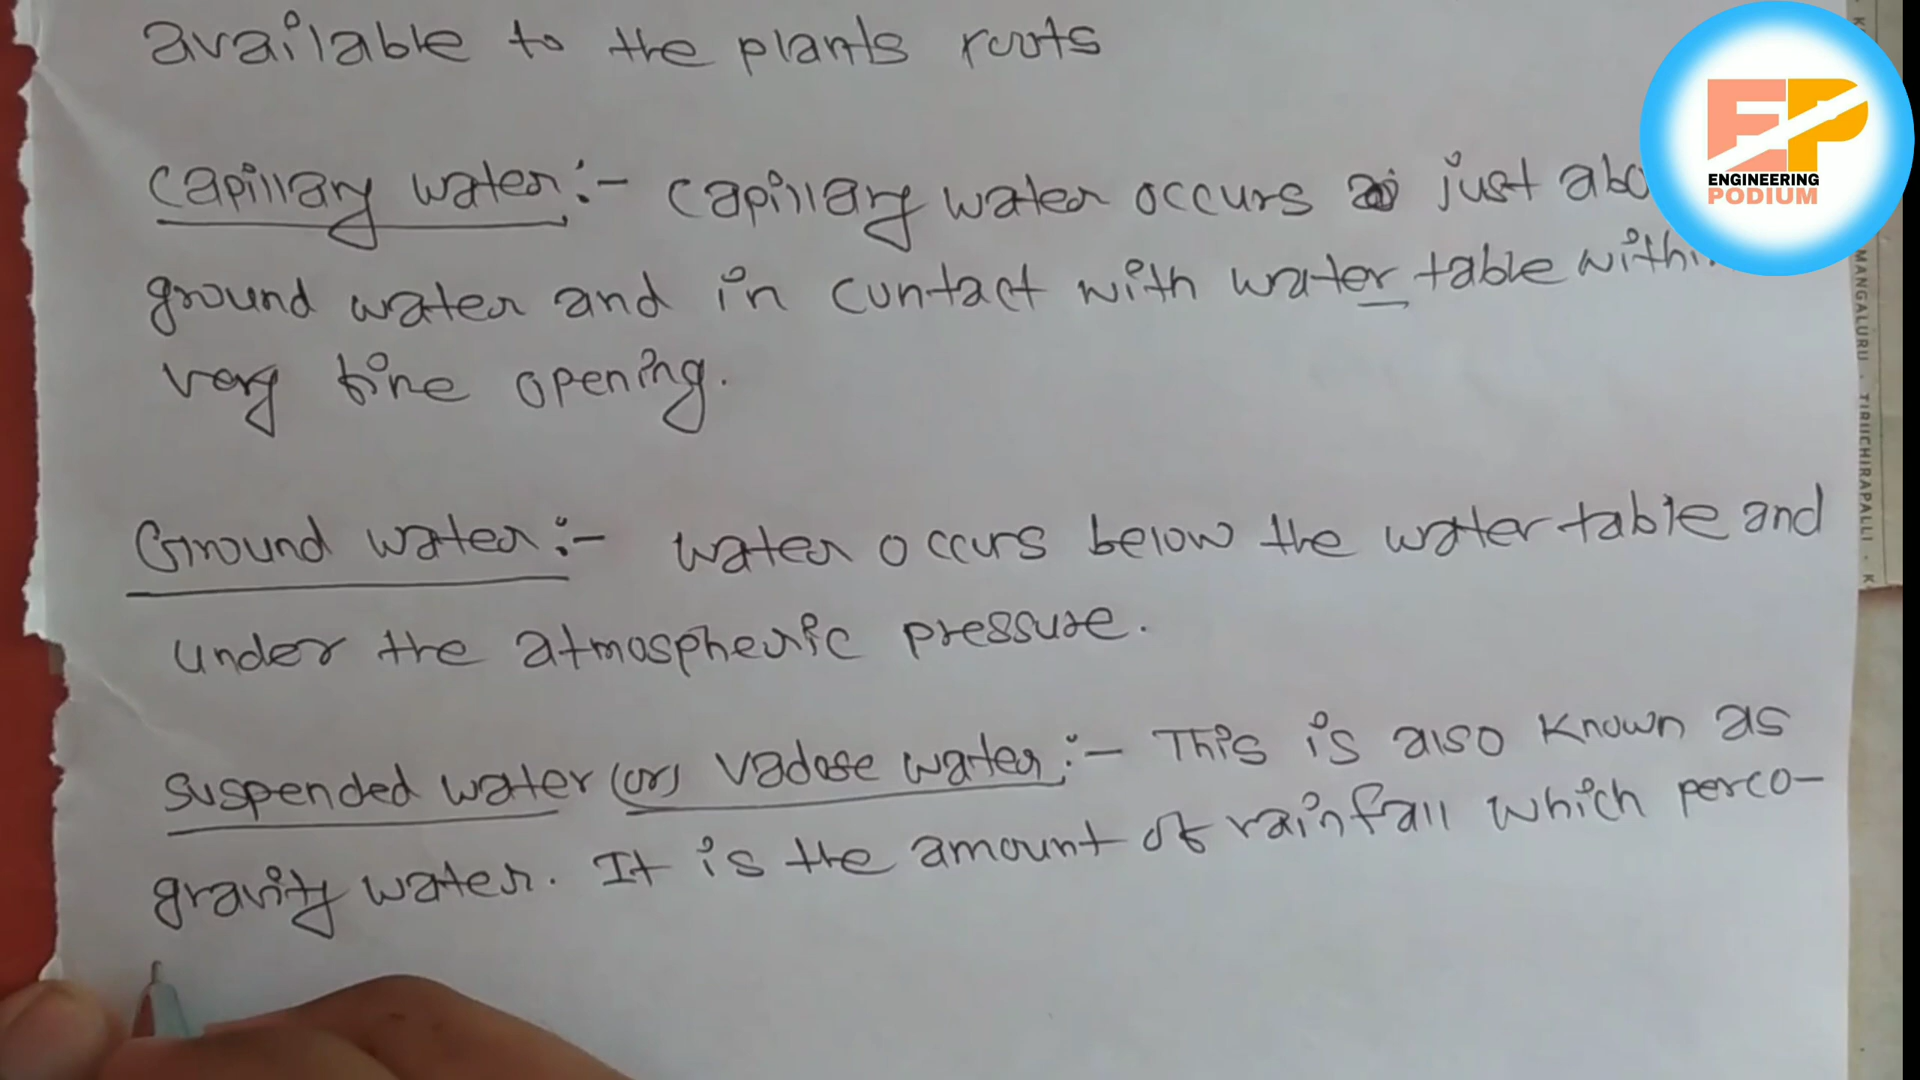 available to the plants roots
Capillary water:- Capillary water occurs just abo
ground water and in contact with water table withi
very fine opening.
Ground water:- water occurs below the water table and
under the atmospheric pressure.
Suspended water (or) vadose water:- This is also known as
gravity water. It is the amount of rainfall which perco-
EP
ENGINEERING
PODIUM
MANGALURU · TIRUCHIRAPALLI · K